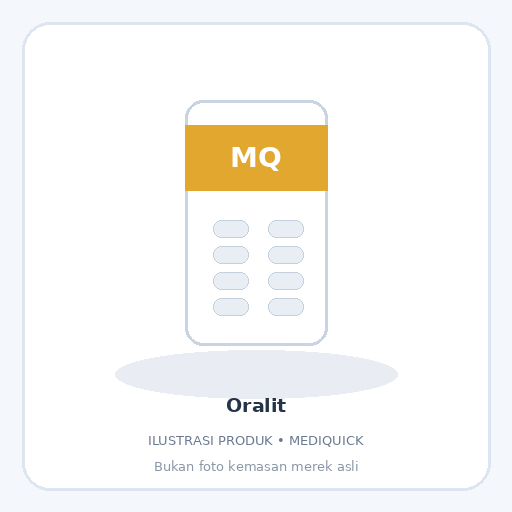 MQ
Oralit
ILUSTRASI PRODUK • MEDIQUICK
Bukan foto kemasan merek asli